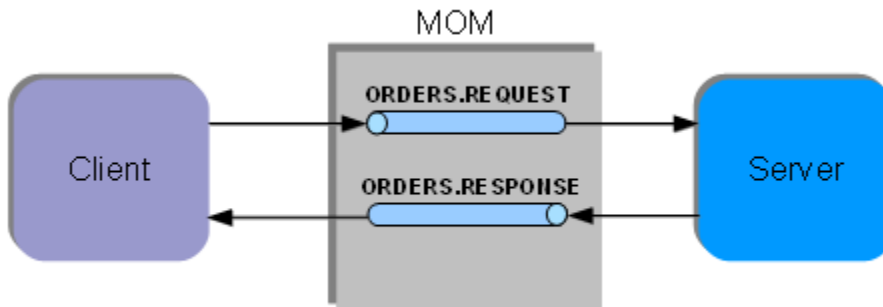 MOM
ORDERS.REQUEST
Client
Server
ORDERS.RESPONSE